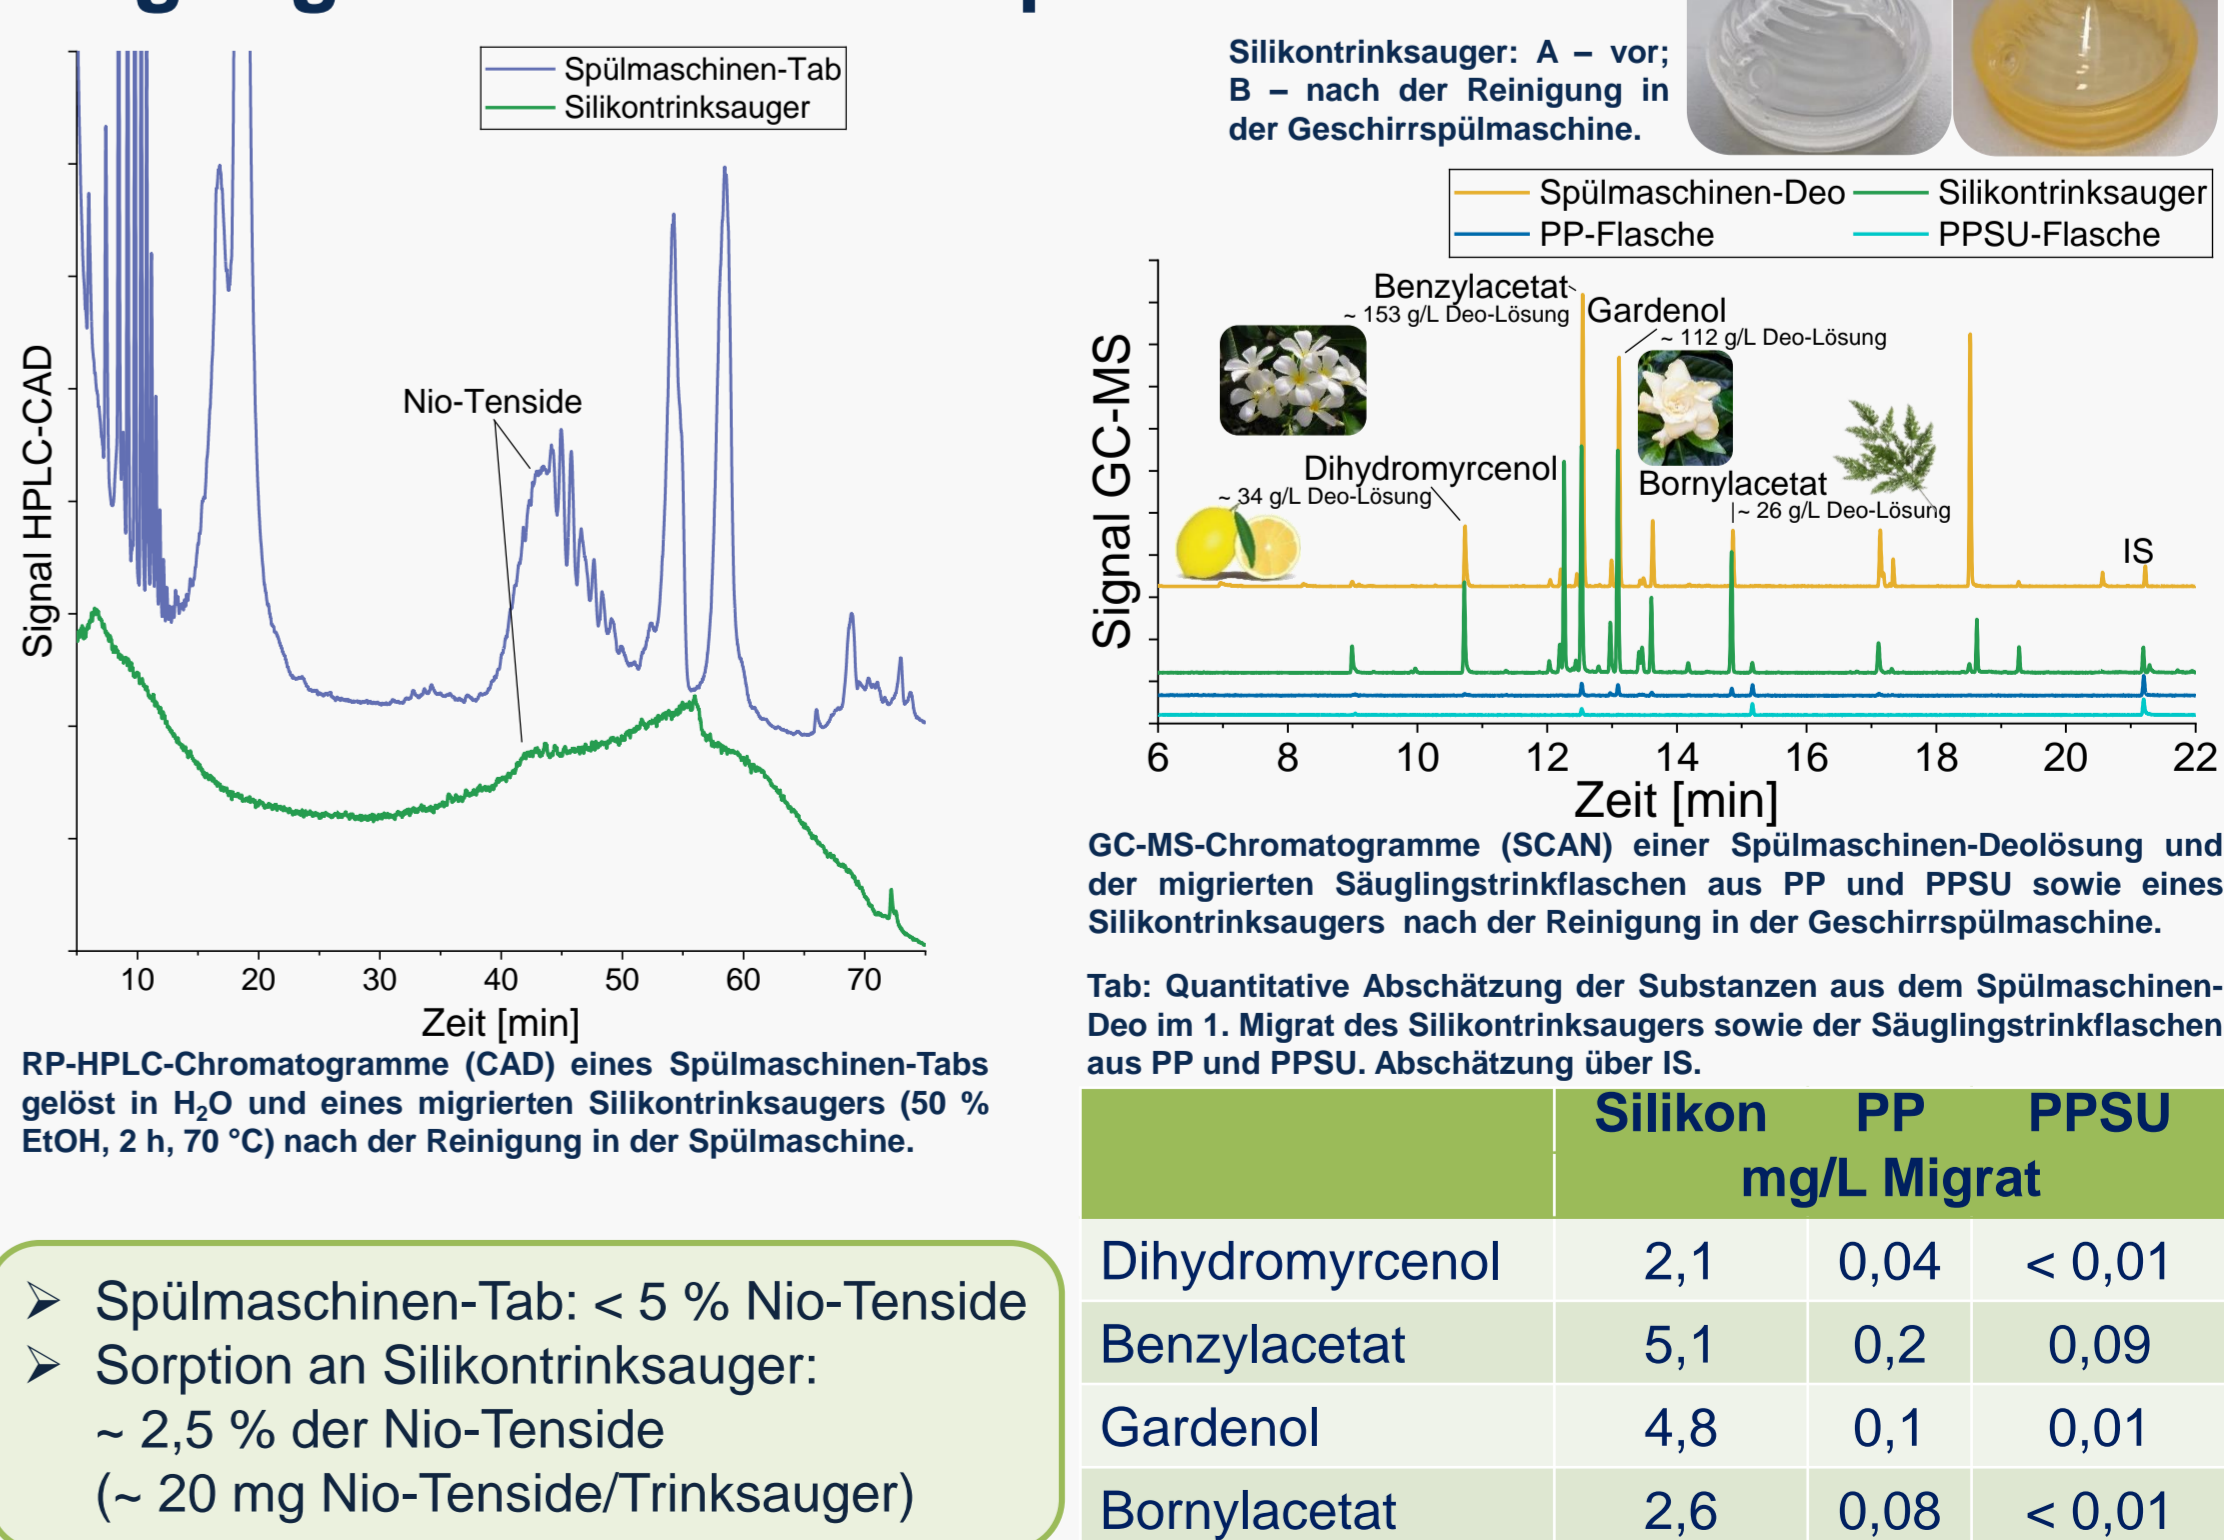 Spülmaschinen-Tab
Silikontrinksauger
Nio-Tenside
Signal HPLC-CAD
10 20 30 40 50 60 70
Zeit [min]
RP-HPLC-Chromatogramme (CAD) eines Spülmaschinen-Tabs
gelöst in H₂O und eines migrierten Silikontrinksaugers (50 %
EtOH, 2 h, 70 °C) nach der Reinigung in der Spülmaschine.
➢ Spülmaschinen-Tab: < 5 % Nio-Tenside
➢ Sorption an Silikontrinksauger:
~ 2,5 % der Nio-Tenside
(~ 20 mg Nio-Tenside/Trinksauger)
Silikontrinksauger: A – vor;
B – nach der Reinigung in
der Geschirrspülmaschine.
Spülmaschinen-Deo Silikontrinksauger
PP-Flasche PPSU-Flasche
Benzylacetat
~ 153 g/L Deo-Lösung
Gardenol
~ 112 g/L Deo-Lösung
Dihydromyrcenol
~ 34 g/L Deo-Lösung
Bornylacetat
~ 26 g/L Deo-Lösung
IS
Signal GC-MS
6 8 10 12 14 16 18 20 22
Zeit [min]
GC-MS-Chromatogramme (SCAN) einer Spülmaschinen-Deolösung und
der migrierten Säuglingstrinkflaschen aus PP und PPSU sowie eines
Silikontrinksaugers nach der Reinigung in der Geschirrspülmaschine.
Tab: Quantitative Abschätzung der Substanzen aus dem Spülmaschinen-
Deo im 1. Migrat des Silikontrinksaugers sowie der Säuglingstrinkflaschen
aus PP und PPSU. Abschätzung über IS.
Silikon PP PPSU
mg/L Migrat
Dihydromyrcenol 2,1 0,04 < 0,01
Benzylacetat 5,1 0,2 0,09
Gardenol 4,8 0,1 0,01
Bornylacetat 2,6 0,08 < 0,01